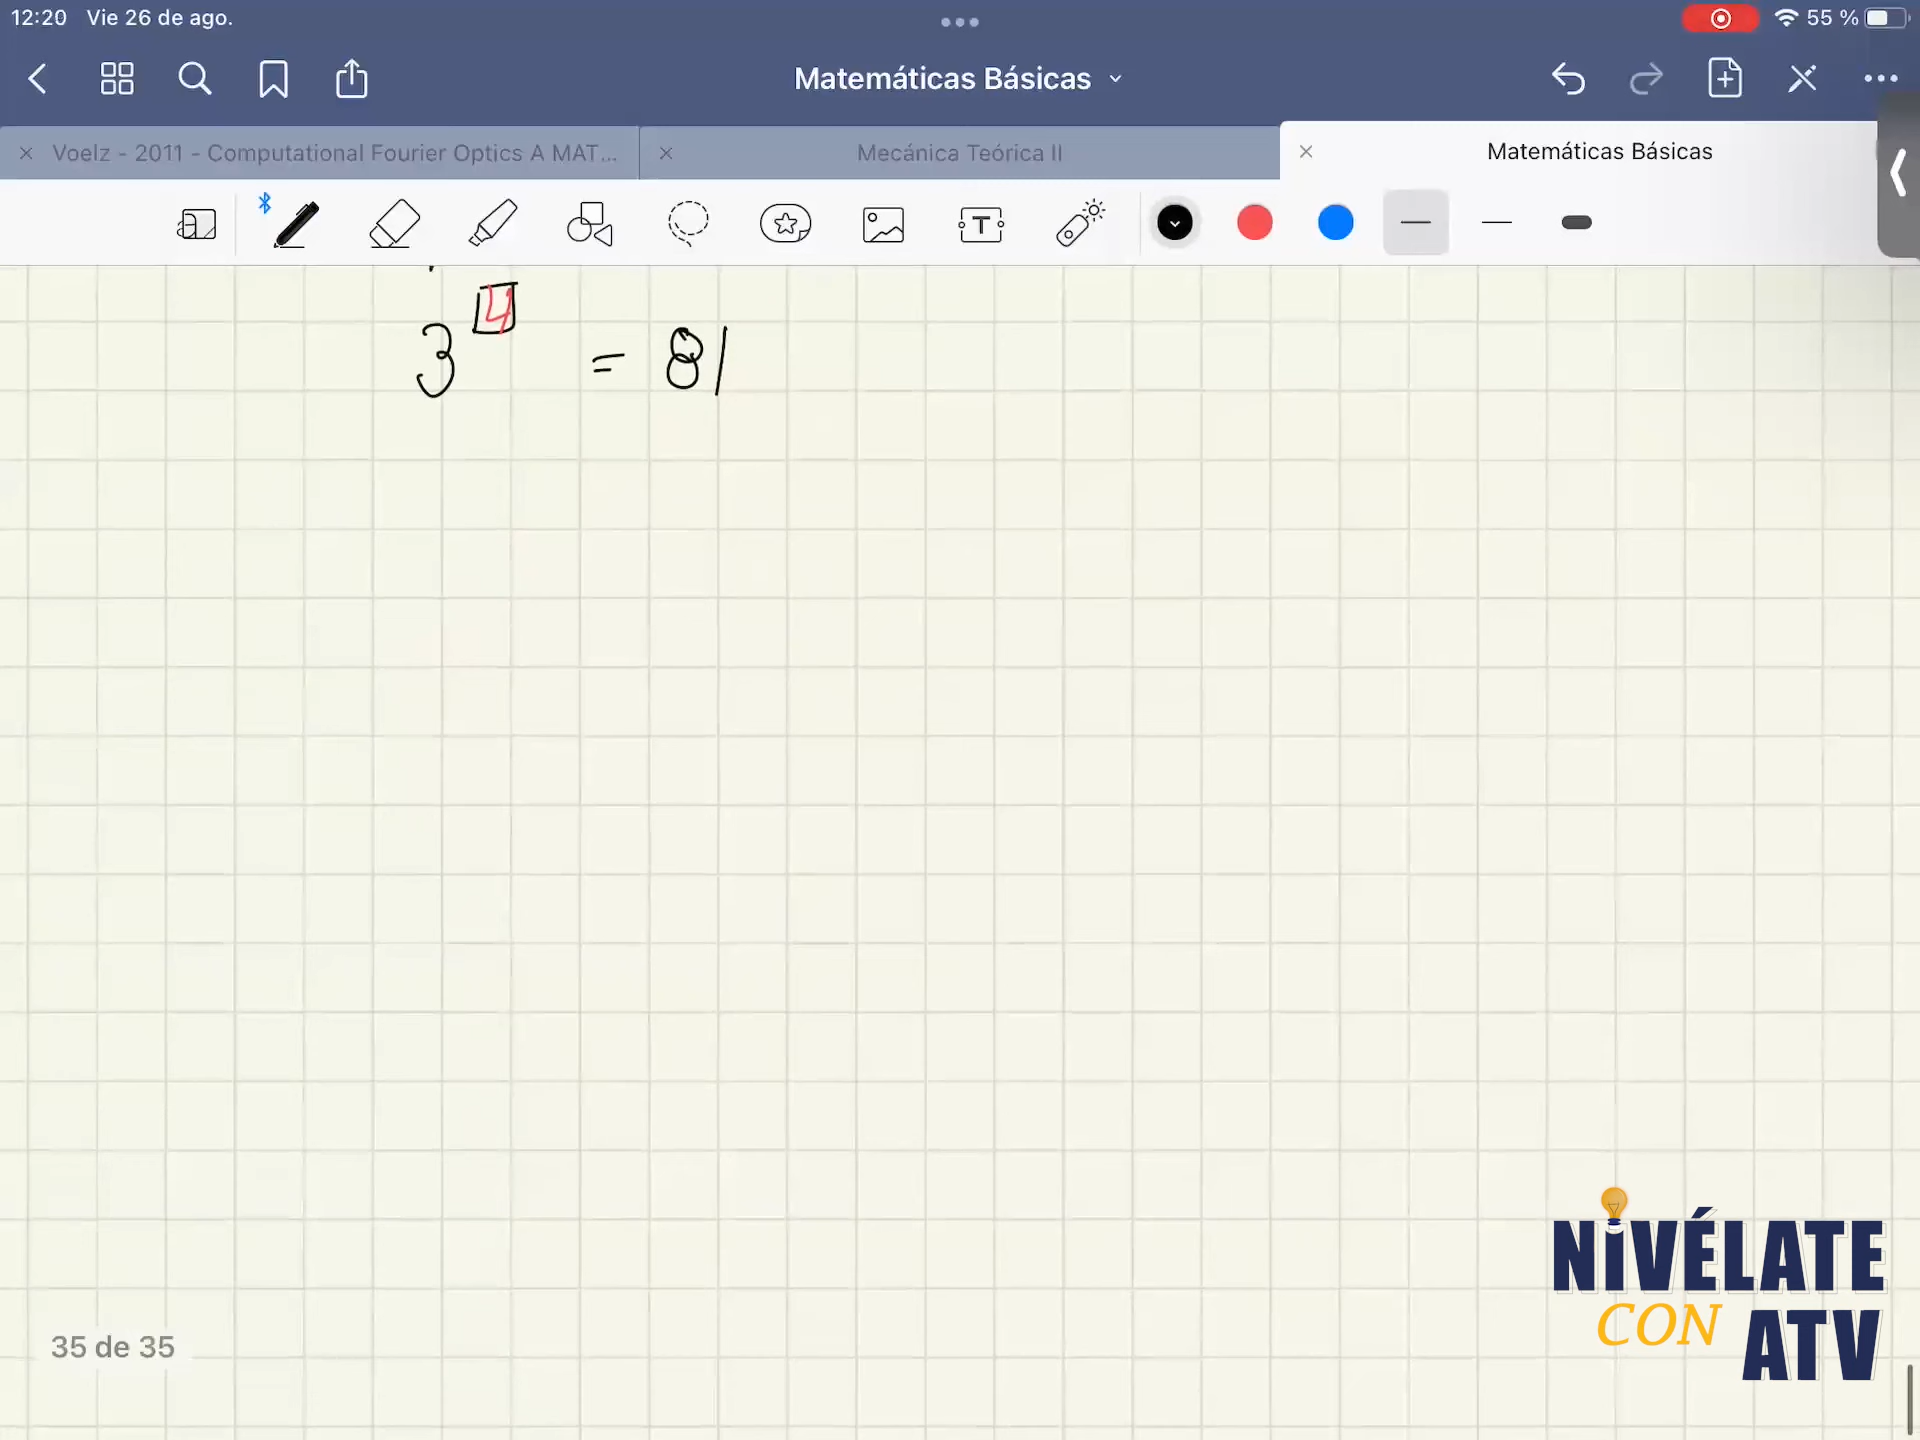 12:20 Vie 26 de ago. 55 %
Matemáticas Básicas
Voelz - 2011 - Computational Fourier Optics A MAT... Mecánica Teórica II Matemáticas Básicas
3^4 = 81
NIVÉLATE
CON
ATV
35 de 35